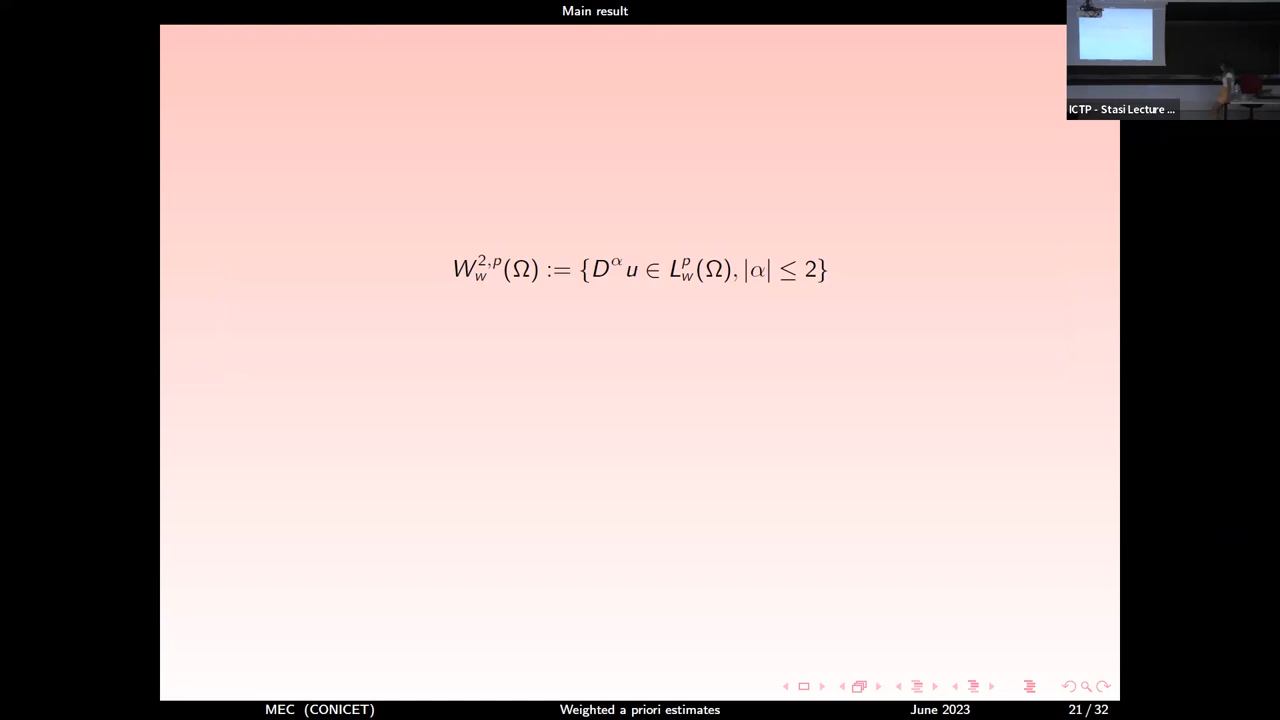 Main result
ICTP - Stasi Lecture ...
W_w^{2,p}(Ω) := {D^α u ∈ L_w^p(Ω), |α| ≤ 2}
MEC (CONICET)
Weighted a priori estimates
June 2023
21 / 32